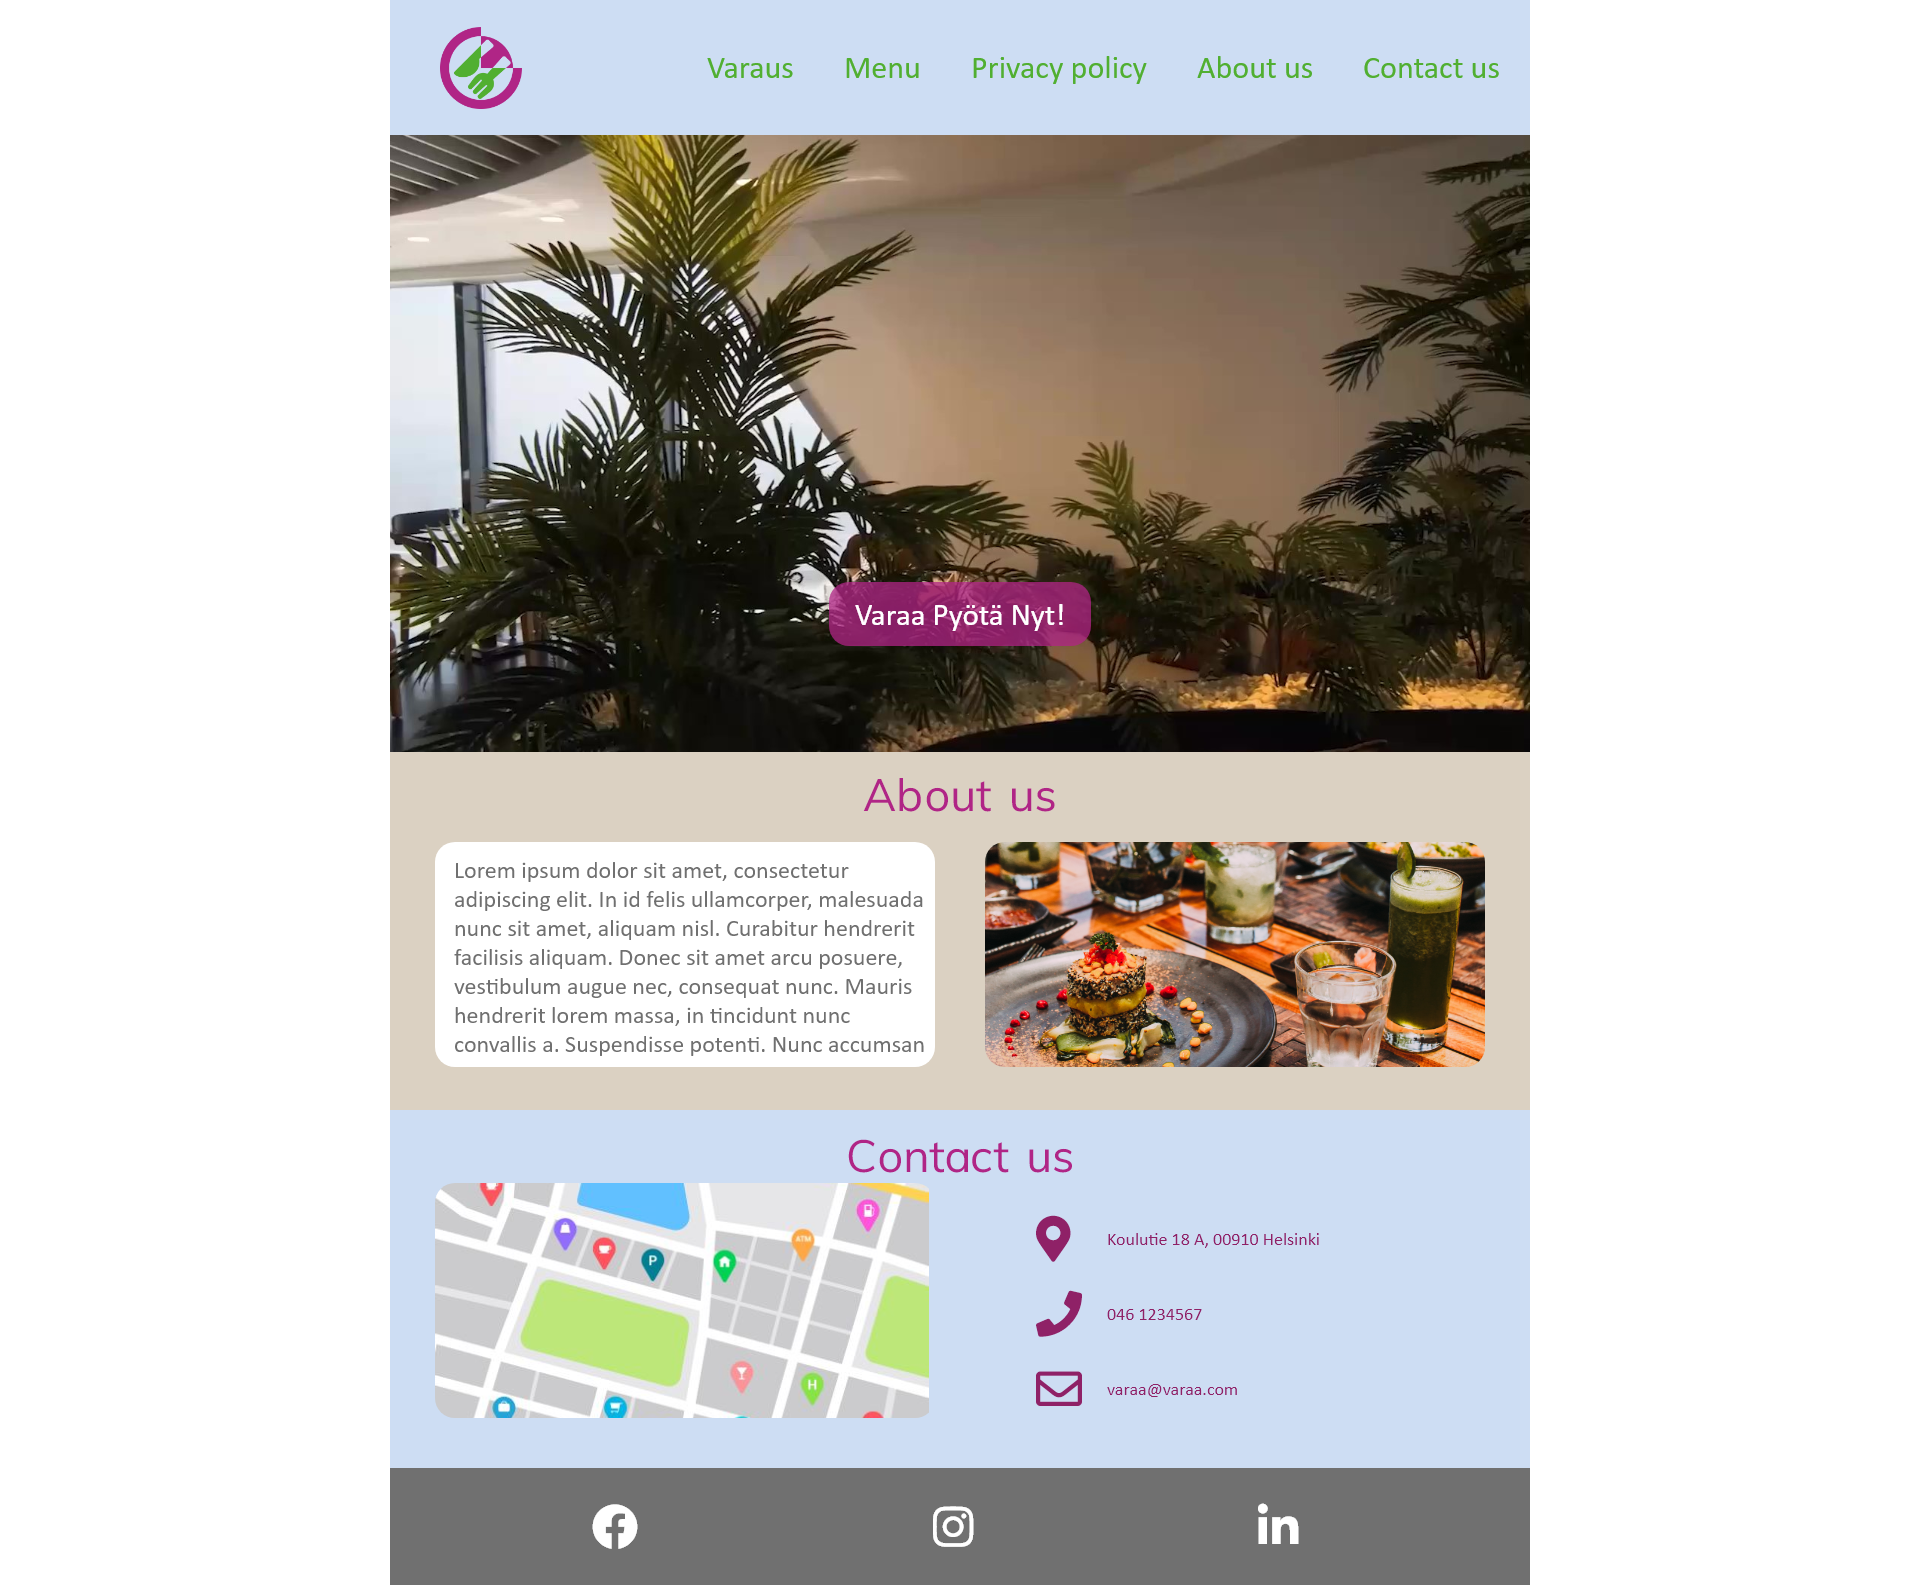 Varaus Menu Privacy policy About us Contact us
Varaa Pyötä Nyt!
About us
Lorem ipsum dolor sit amet, consectetur
adipiscing elit. In id felis ullamcorper, malesuada
nunc sit amet, aliquam nisl. Curabitur hendrerit
facilisis aliquam. Donec sit amet arcu posuere,
vestibulum augue nec, consequat nunc. Mauris
hendrerit lorem massa, in tincidunt nunc
convallis a. Suspendisse potenti. Nunc accumsan
Contact us
ATM
P
H
Koulutie 18 A, 00910 Helsinki
046 1234567
varaa@varaa.com